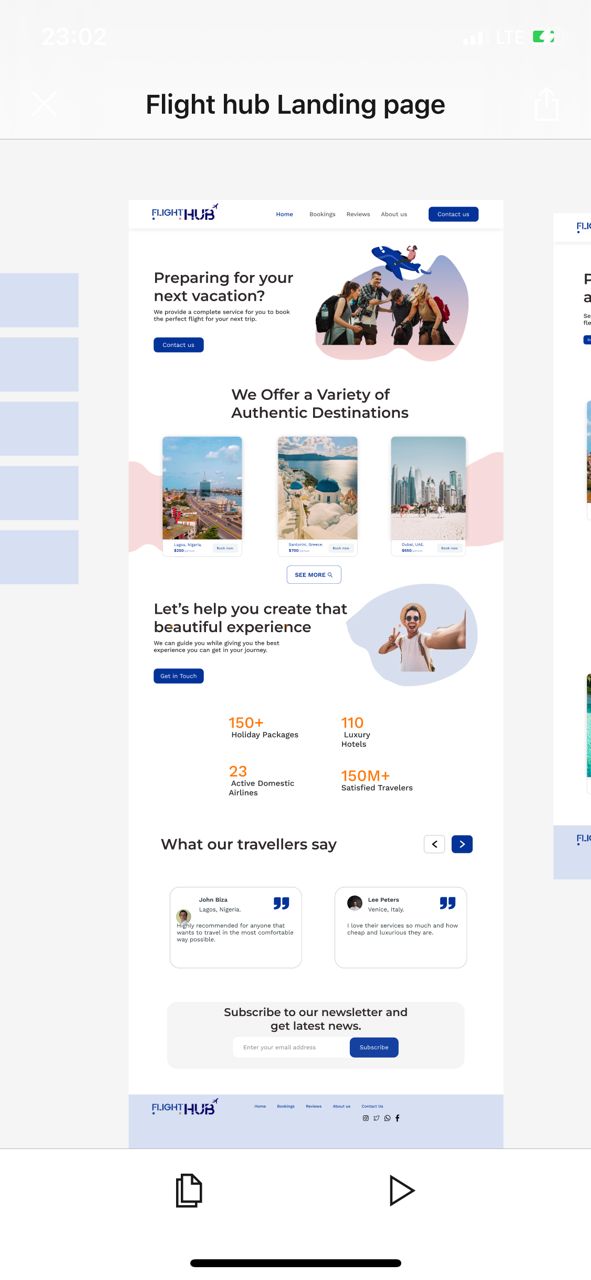 23:02
LTE
Flight hub Landing page
FLIGHT HUB
Home Bookings Reviews About us Contact us
Preparing for your
next vacation?
We provide a complete service for you to book
the perfect flight for your next trip.
Contact us
We Offer a Variety of
Authentic Destinations
Lagos, Nigeria
$250
Book now
Santorini, Greece
$700
Book now
Dubai, UAE.
$650
Book now
SEE MORE
Let's help you create that
beautiful experience
We can guide you while giving you the best
experience you can get in your journey.
Get in Touch
150+
Holiday Packages
110
Luxury
Hotels
23
Active Domestic
Airlines
150M+
Satisfied Travelers
What our travellers say
John Biza
Lagos, Nigeria.
Highly recommended for anyone that
wants to travel in the most comfortable
way possible.
Lee Peters
Venice, Italy.
I love their services so much and how
cheap and luxurious they are.
Subscribe to our newsletter and
get latest news.
Enter your email address
Subscribe
FLIGHT HUB
Home Bookings Reviews About us Contact Us